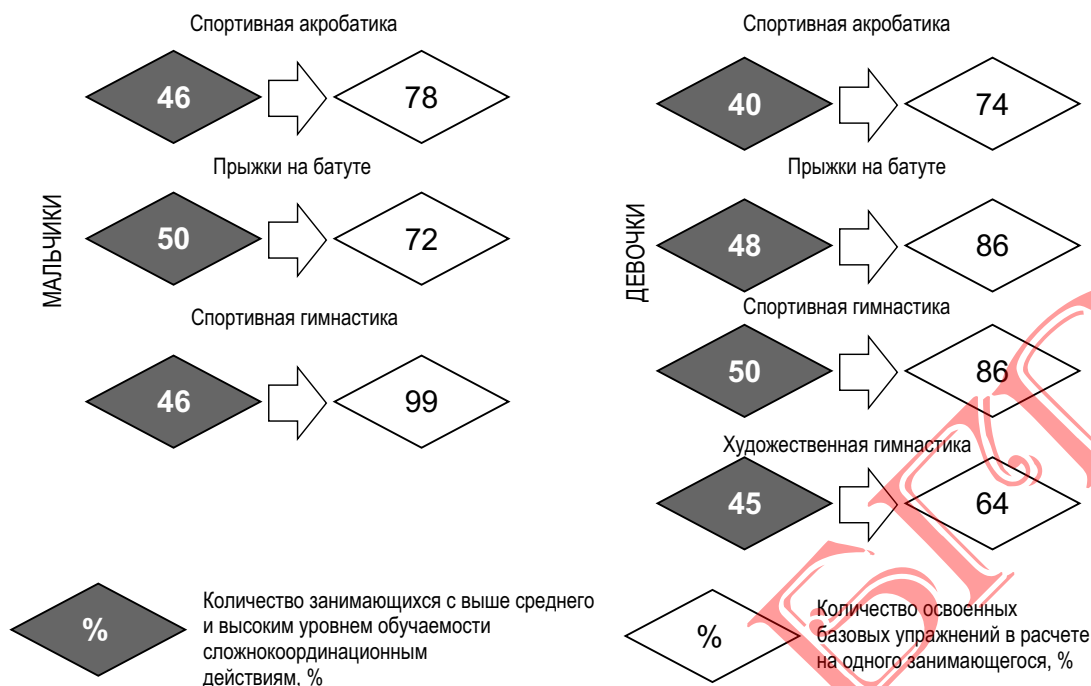 Спортивная акробатика
46
78
Прыжки на батуте
МАЛЬЧИКИ
50
72
Спортивная гимнастика
46
99
Спортивная акробатика
40
74
Прыжки на батуте
ДЕВОЧКИ
48
86
Спортивная гимнастика
50
86
Художественная гимнастика
45
64
%
Количество занимающихся с выше среднего
и высоким уровнем обучаемости
сложнокоординационным
действиям, %
%
Количество освоенных
базовых упражнений в расчете
на одного занимающегося, %